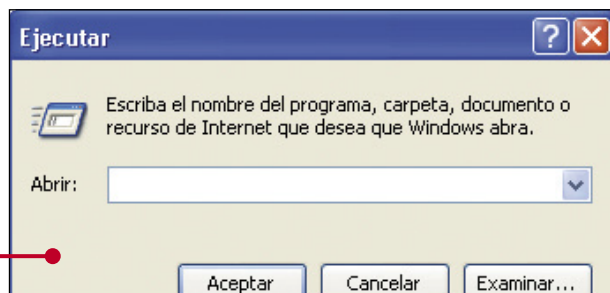 Ejecutar
Escriba el nombre del programa, carpeta, documento o
recurso de Internet que desea que Windows abra.
Abrir:
Aceptar Cancelar Examinar...